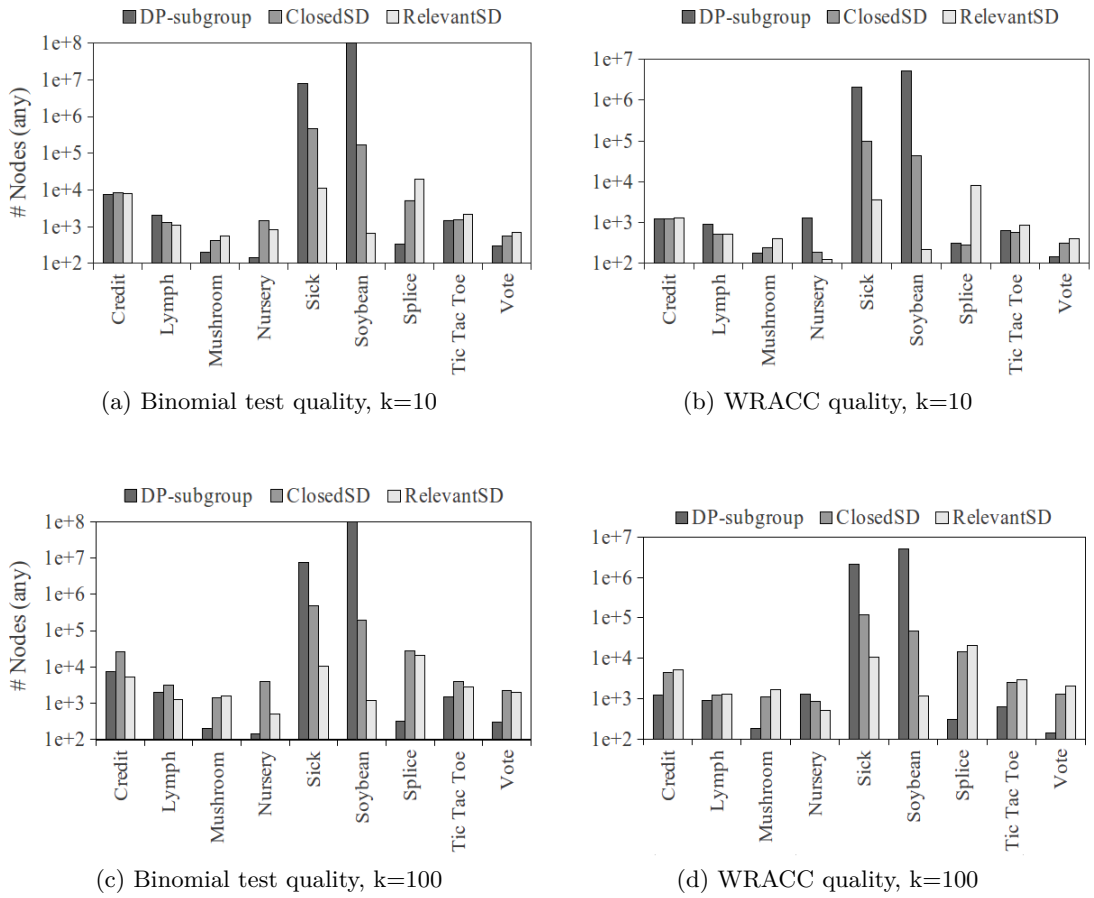 DP-subgroup ClosedSD RelevantSD
# Nodes (any)
1e+8
1e+7
1e+6
1e+5
1e+4
1e+3
1e+2
Credit
Lymph
Mushroom
Nursery
Sick
Soybean
Splice
Tic Tac Toe
Vote
(a) Binomial test quality, k=10
DP-subgroup ClosedSD RelevantSD
1e+7
1e+6
1e+5
1e+4
1e+3
1e+2
Credit
Lymph
Mushroom
Nursery
Sick
Soybean
Splice
Tic Tac Toe
Vote
(b) WRACC quality, k=10
DP-subgroup ClosedSD RelevantSD
# Nodes (any)
1e+8
1e+7
1e+6
1e+5
1e+4
1e+3
1e+2
Credit
Lymph
Mushroom
Nursery
Sick
Soybean
Splice
Tic Tac Toe
Vote
(c) Binomial test quality, k=100
DP-subgroup ClosedSD RelevantSD
1e+7
1e+6
1e+5
1e+4
1e+3
1e+2
Credit
Lymph
Mushroom
Nursery
Sick
Soybean
Splice
Tic Tac Toe
Vote
(d) WRACC quality, k=100